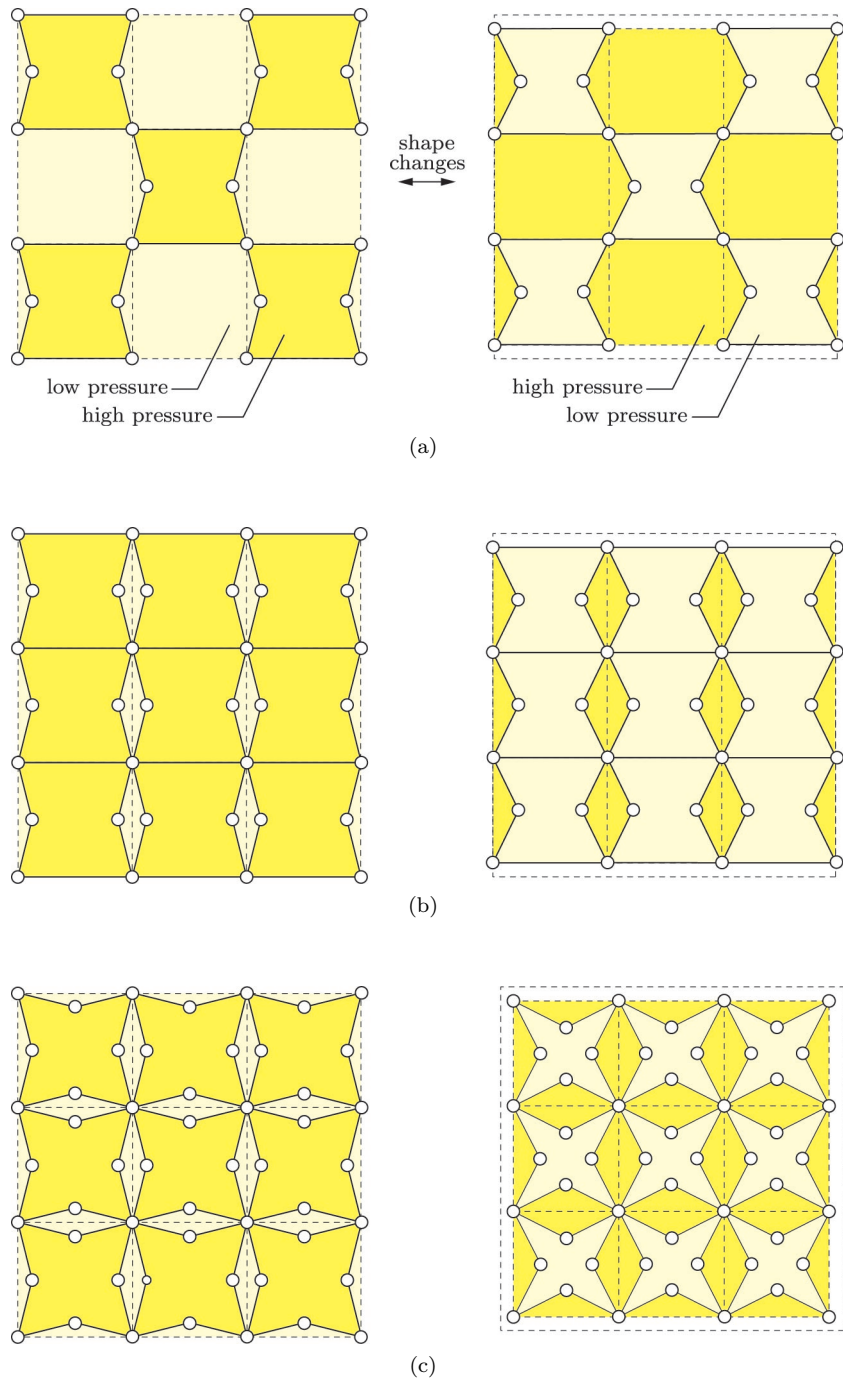 shape
changes
low pressure
high pressure
high pressure
low pressure
(a)
(b)
(c)